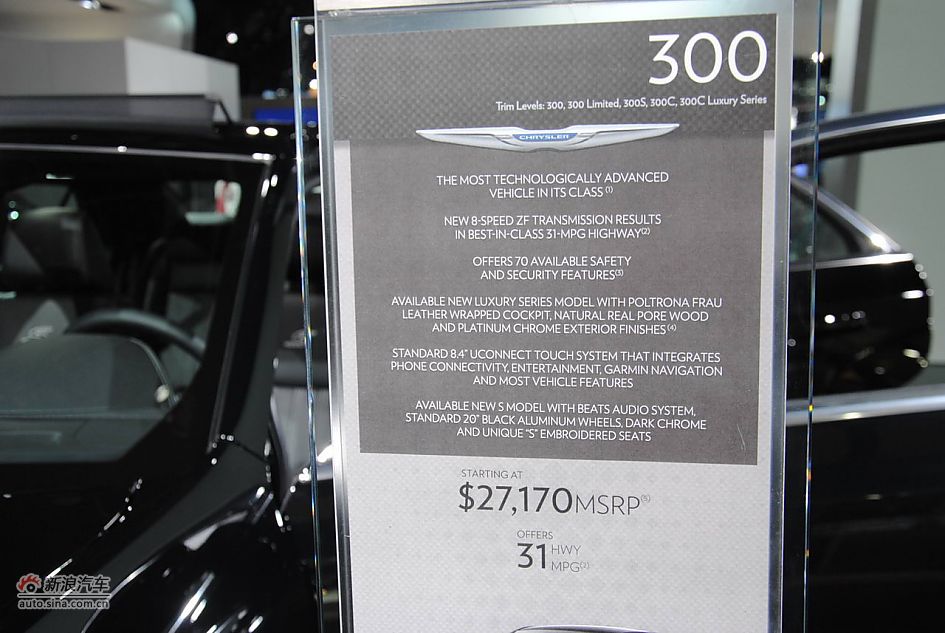 300
Trim Levels: 300, 300 Limited, 300S, 300C, 300C Luxury Series
CHRYSLER
THE MOST TECHNOLOGICALLY ADVANCED
VEHICLE IN ITS CLASS (1)
NEW 8-SPEED ZF TRANSMISSION RESULTS
IN BEST-IN-CLASS 31-MPG HIGHWAY(2)
OFFERS 70 AVAILABLE SAFETY
AND SECURITY FEATURES(3)
AVAILABLE NEW LUXURY SERIES MODEL WITH POLTRONA FRAU
LEATHER WRAPPED COCKPIT, NATURAL REAL PORE WOOD
AND PLATINUM CHROME EXTERIOR FINISHES (4)
STANDARD 8.4" UCONNECT TOUCH SYSTEM THAT INTEGRATES
PHONE CONNECTIVITY, ENTERTAINMENT, GARMIN NAVIGATION
AND MOST VEHICLE FEATURES
AVAILABLE NEW S MODEL WITH BEATS AUDIO SYSTEM,
STANDARD 20" BLACK ALUMINUM WHEELS, DARK CHROME
AND UNIQUE "S" EMBROIDERED SEATS
STARTING AT
$27,170 MSRP(5)
OFFERS
31 HWY
MPG(2)
新浪汽车
auto.sina.com.cn